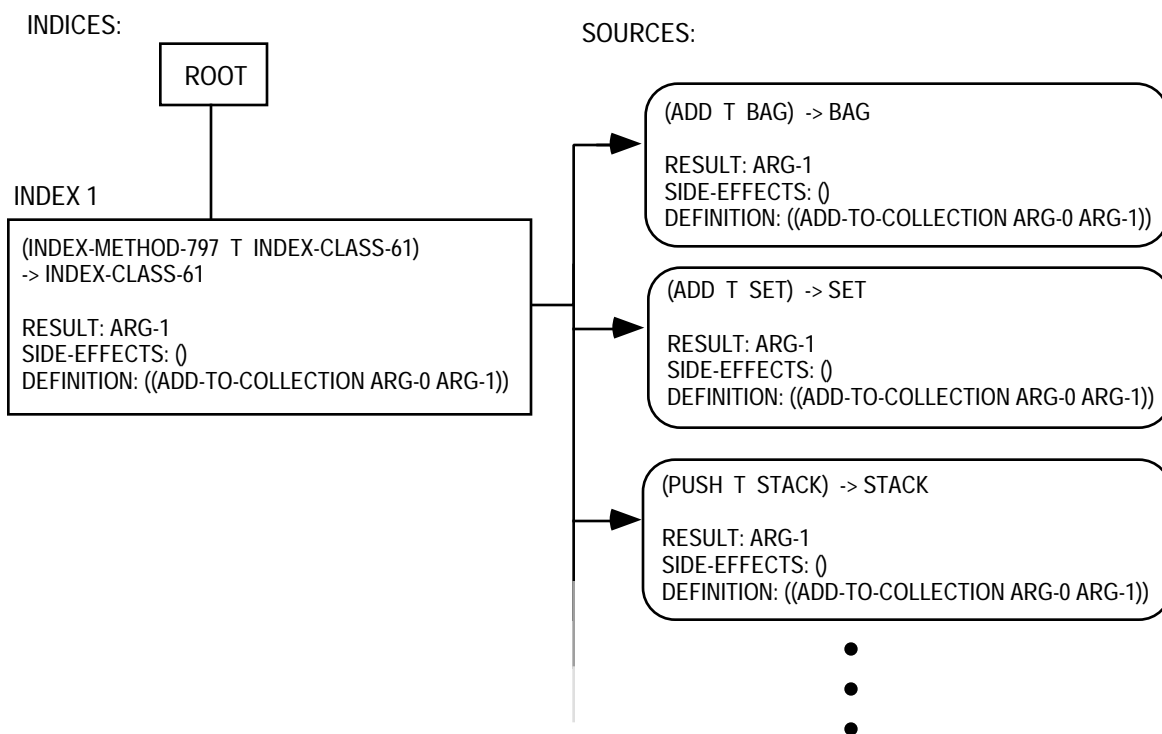 INDICES:
ROOT
INDEX 1
(INDEX-METHOD-797 T INDEX-CLASS-61)
-> INDEX-CLASS-61
RESULT: ARG-1
SIDE-EFFECTS: ()
DEFINITION: ((ADD-TO-COLLECTION ARG-0 ARG-1))
SOURCES:
(ADD T BAG) -> BAG
RESULT: ARG-1
SIDE-EFFECTS: ()
DEFINITION: ((ADD-TO-COLLECTION ARG-0 ARG-1))
(ADD T SET) -> SET
RESULT: ARG-1
SIDE-EFFECTS: ()
DEFINITION: ((ADD-TO-COLLECTION ARG-0 ARG-1))
(PUSH T STACK) -> STACK
RESULT: ARG-1
SIDE-EFFECTS: ()
DEFINITION: ((ADD-TO-COLLECTION ARG-0 ARG-1))